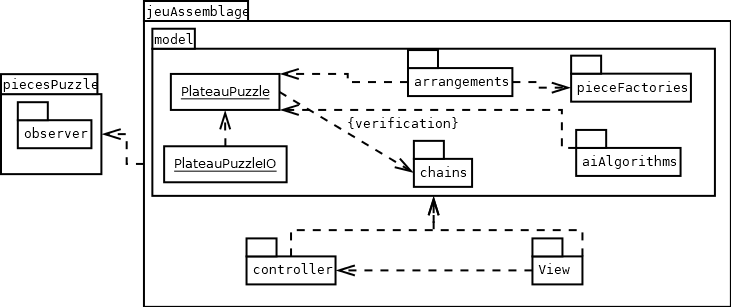 jeuAssemblage
model
piecesPuzzle
observer
PlateauPuzzle
arrangements
pieceFactories
{verification}
PlateauPuzzleIO
chains
aiAlgorithms
controller
View